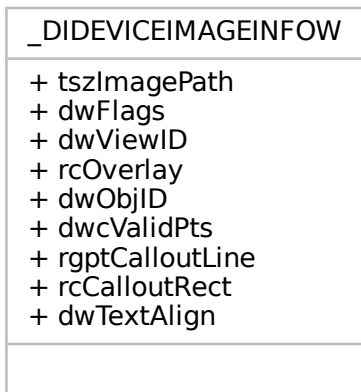 _DIDEVICEIMAGEINFOW
+ tszImagePath
+ dwFlags
+ dwViewID
+ rcOverlay
+ dwObjID
+ dwcValidPts
+ rgptCalloutLine
+ rcCalloutRect
+ dwTextAlign